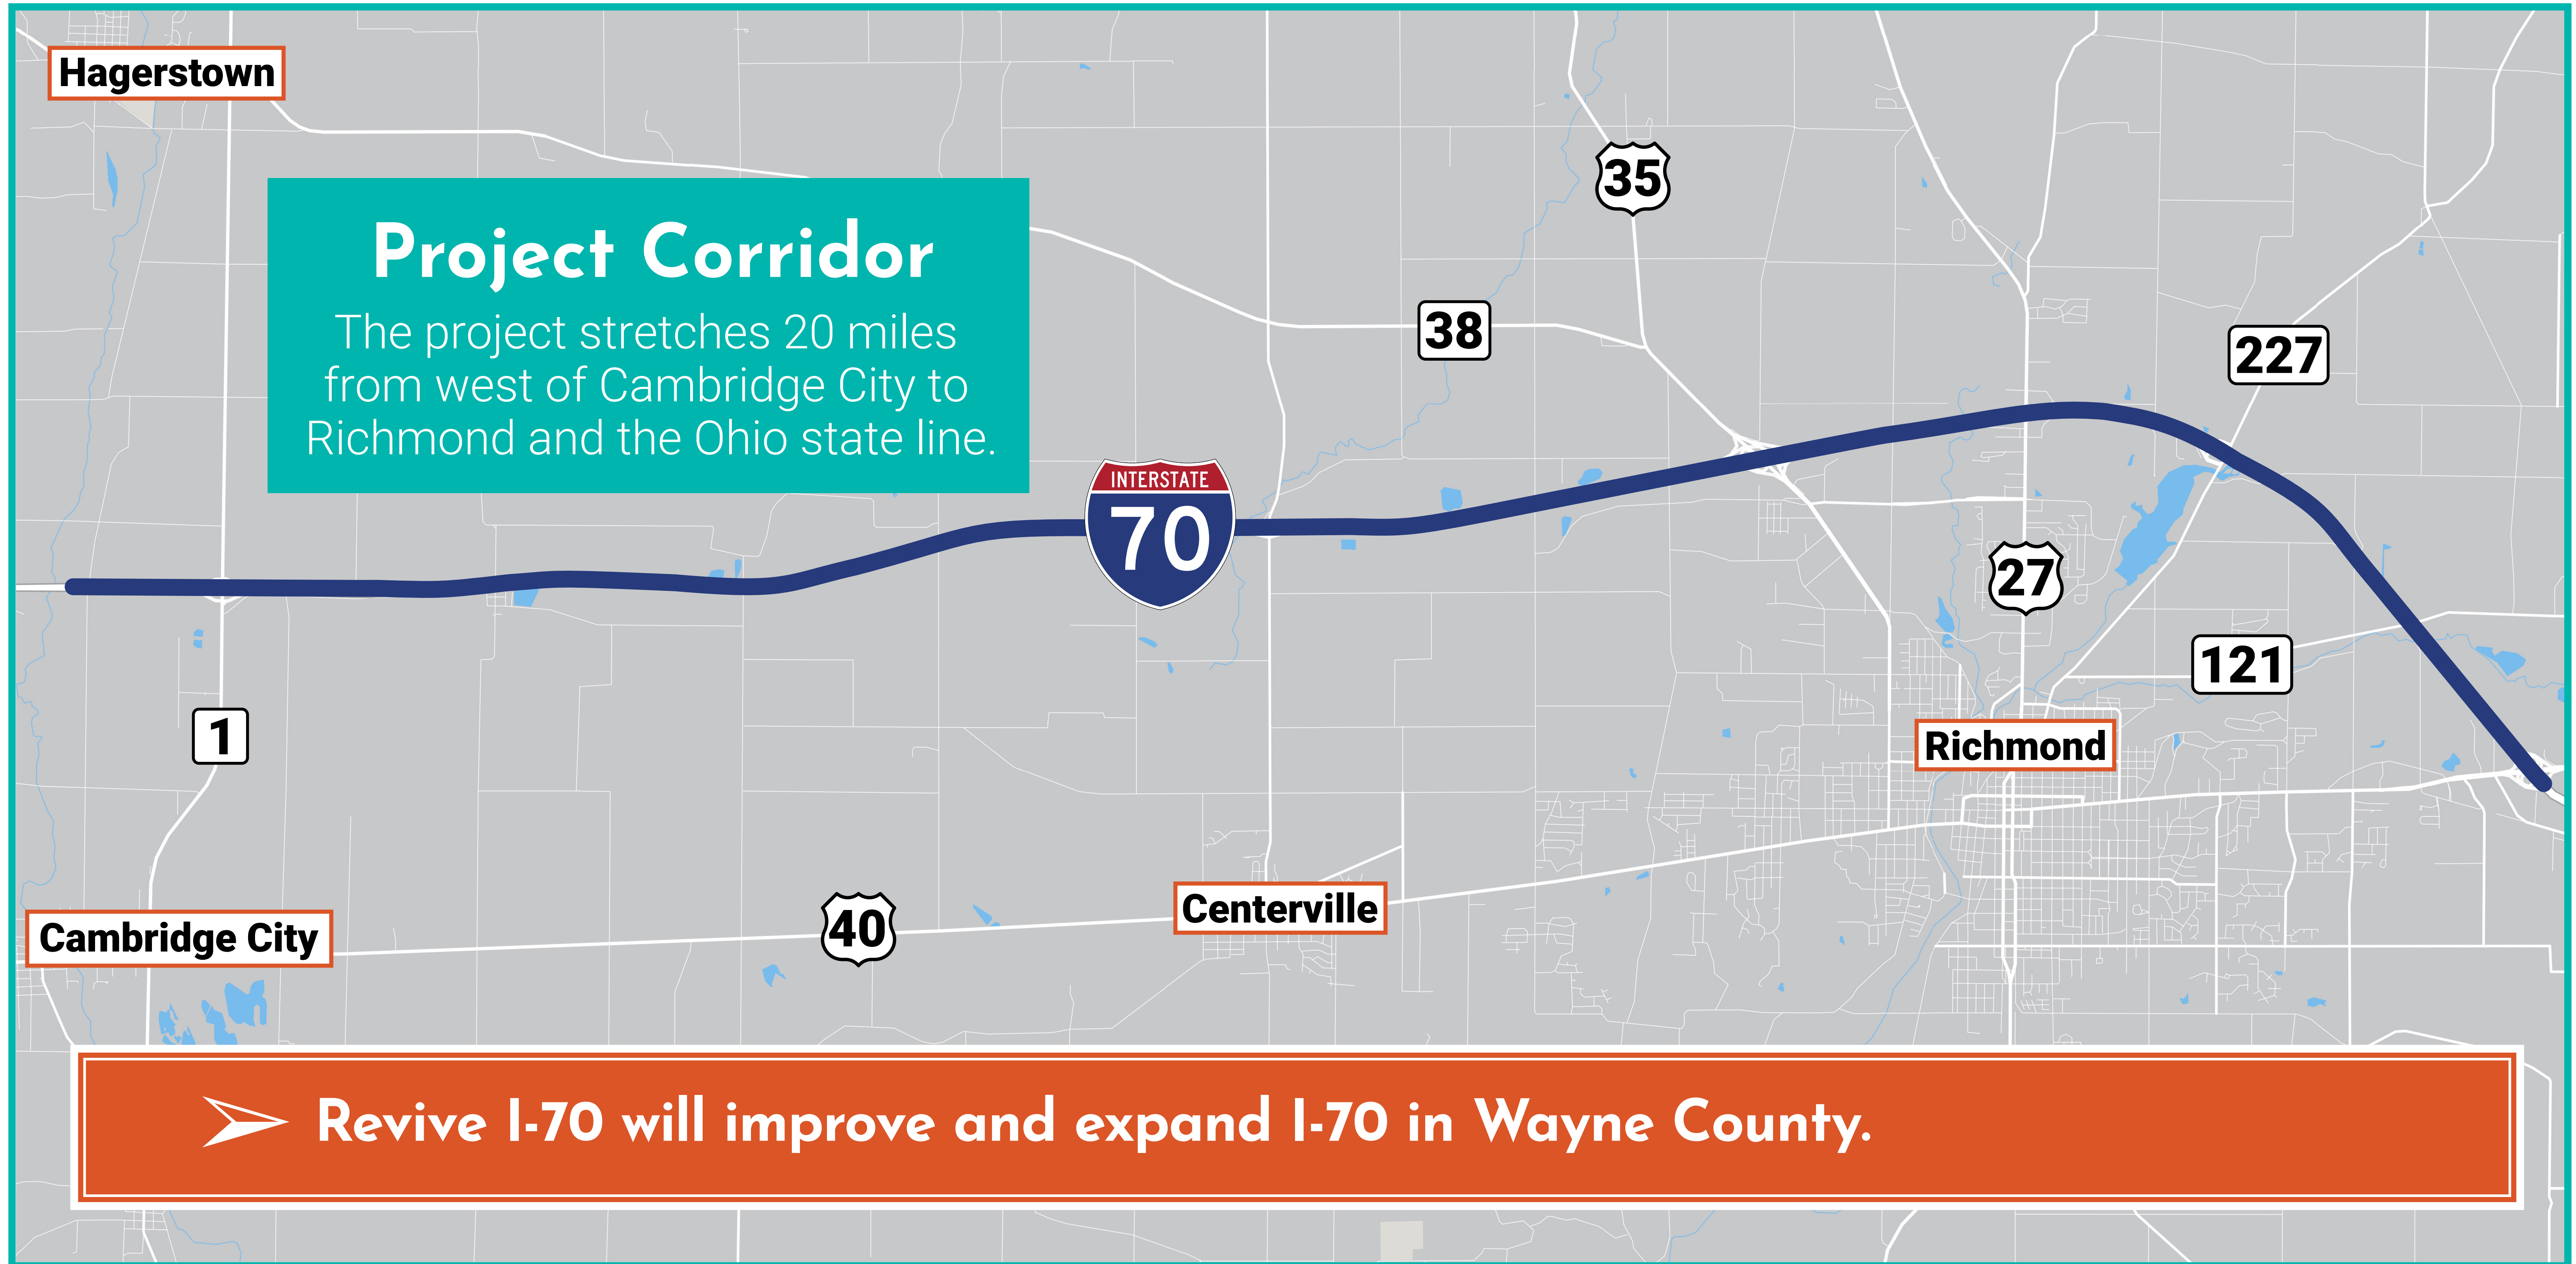 Hagerstown
35
Project Corridor
The project stretches 20 miles
from west of Cambridge City to
Richmond and the Ohio state line.
38
227
INTERSTATE
70
27
121
1
Richmond
Centerville
40
Cambridge City
Revive I-70 will improve and expand I-70 in Wayne County.